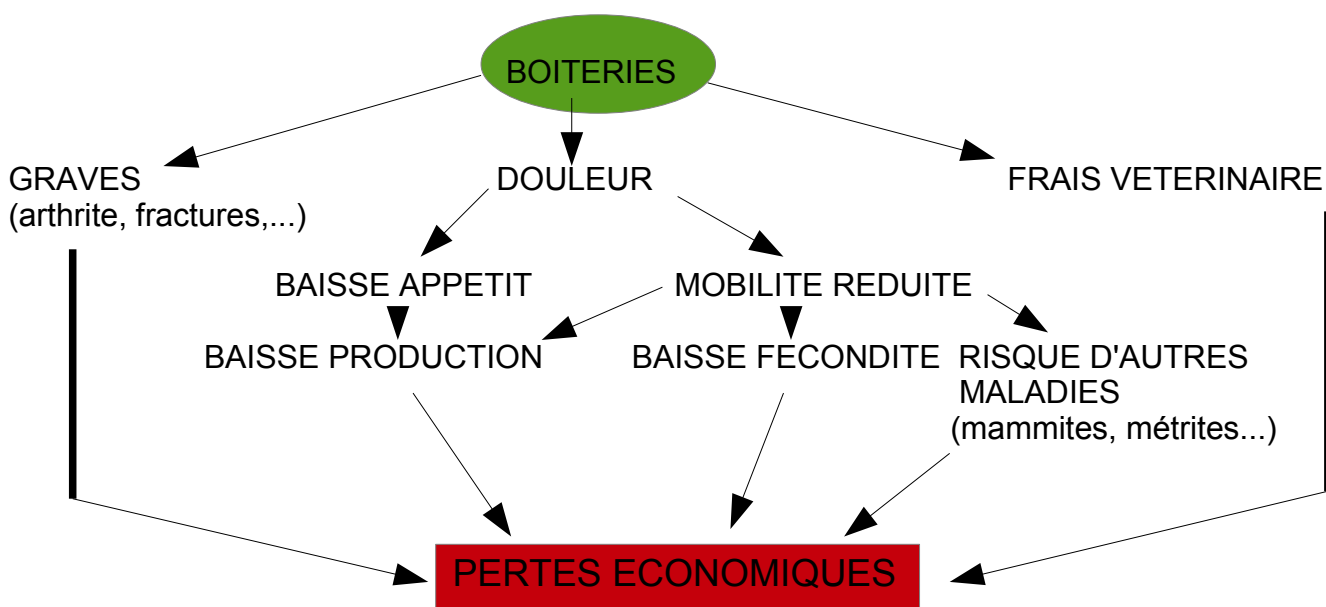 BOITERIES
GRAVES
(arthrite, fractures,...)
DOULEUR
FRAIS VETERINAIRE
BAISSE APPETIT
MOBILITE REDUITE
BAISSE PRODUCTION
BAISSE FECONDITE
RISQUE D'AUTRES
MALADIES
(mammites, métrites...)
PERTES ECONOMIQUES